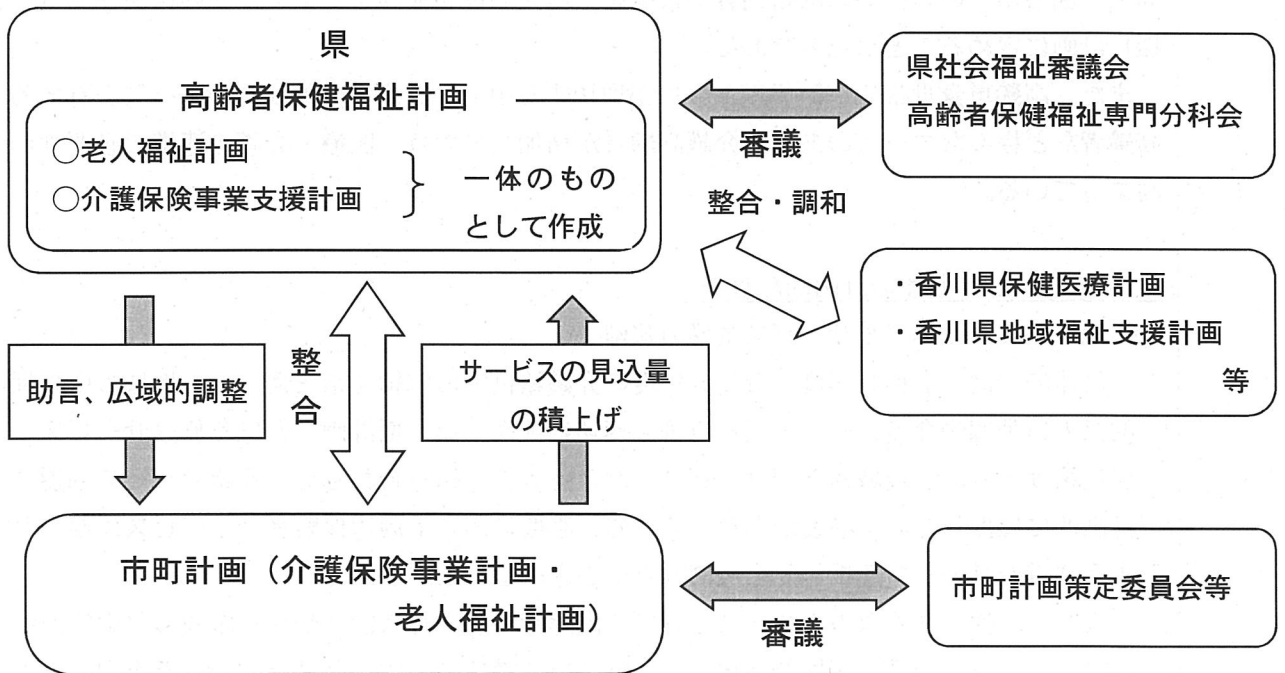 県
高齢者保健福祉計画
○老人福祉計画
○介護保険事業支援計画
一体のもの
として作成
審議
県社会福祉審議会
高齢者保健福祉専門分科会
整合・調和
・香川県保健医療計画
・香川県地域福祉支援計画
等
助言、広域的調整
整
合
サービスの見込量
の積上げ
市町計画(介護保険事業計画・
老人福祉計画)
審議
市町計画策定委員会等